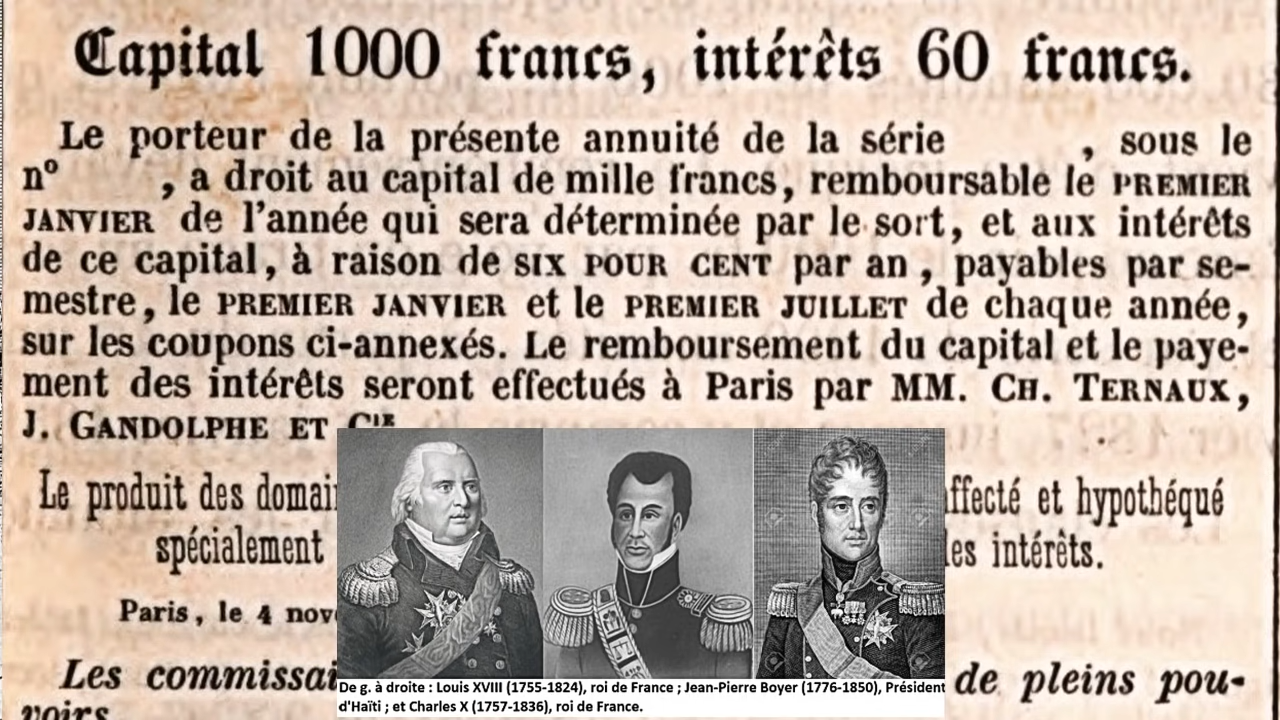 Capital 1000 francs, intérêts 60 francs.
Le porteur de la présente annuité de la série , sous le
nº , a droit au capital de mille francs, remboursable le PREMIER
JANVIER de l'année qui sera déterminée par le sort, et aux intérêts
de ce capital, à raison de SIX POUR CENT par an, payables par se-
mestre, le PREMIER JANVIER et le PREMIER JUILLET de chaque année,
sur les coupons ci-annexés. Le remboursement du capital et le paye-
ment des intérêts seront effectués à Paris par MM. CH. TERNAUX,
J. GANDOLPHE ET CIE
Le produit des et hypothéqué
spécialement intérêts.
Paris, le 4
Les de pleins pou-
voirs
De g. à droite : Louis XVIII (1755-1824), roi de France ; Jean-Pierre Boyer (1776-1850), Président
d'Haïti ; et Charles X (1757-1836), roi de France.